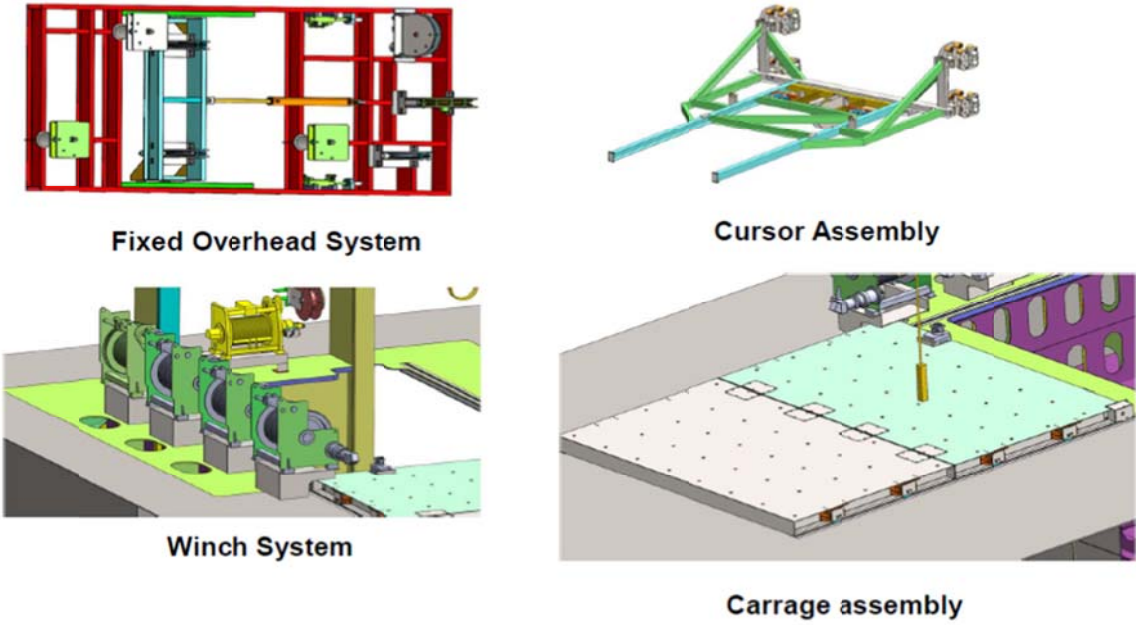 Fixed Overhead System
Cursor Assembly
Winch System
Carrage assembly